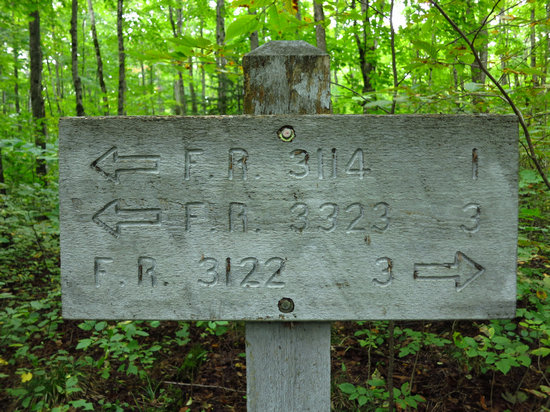 ← F.R. 3114 1
← F.R. 3323 3
F.R. 3122 3 →